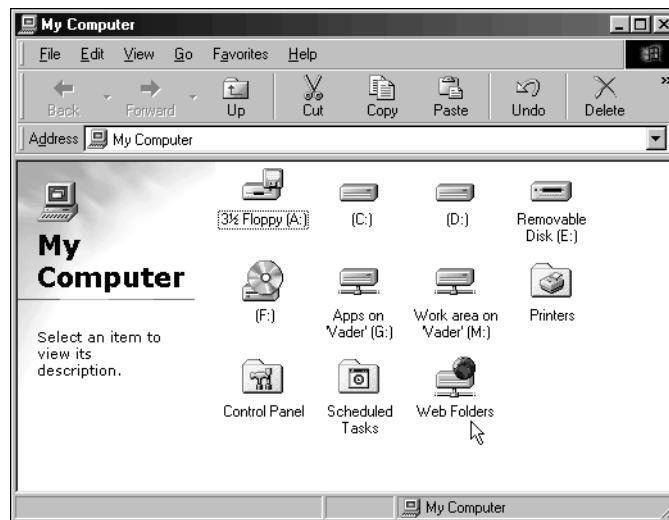 My Computer
File Edit View Go Favorites Help
Back Forward Up Cut Copy Paste Undo Delete »
Address My Computer
3½ Floppy (A:) (C:) (D:) Removable
Disk (E:)
My
Computer
(F:) Apps on Work area on Printers
'Vader' (G:) 'Vader' (M:)
Select an item to
view its
description.
Control Panel Scheduled Web Folders
Tasks
My Computer